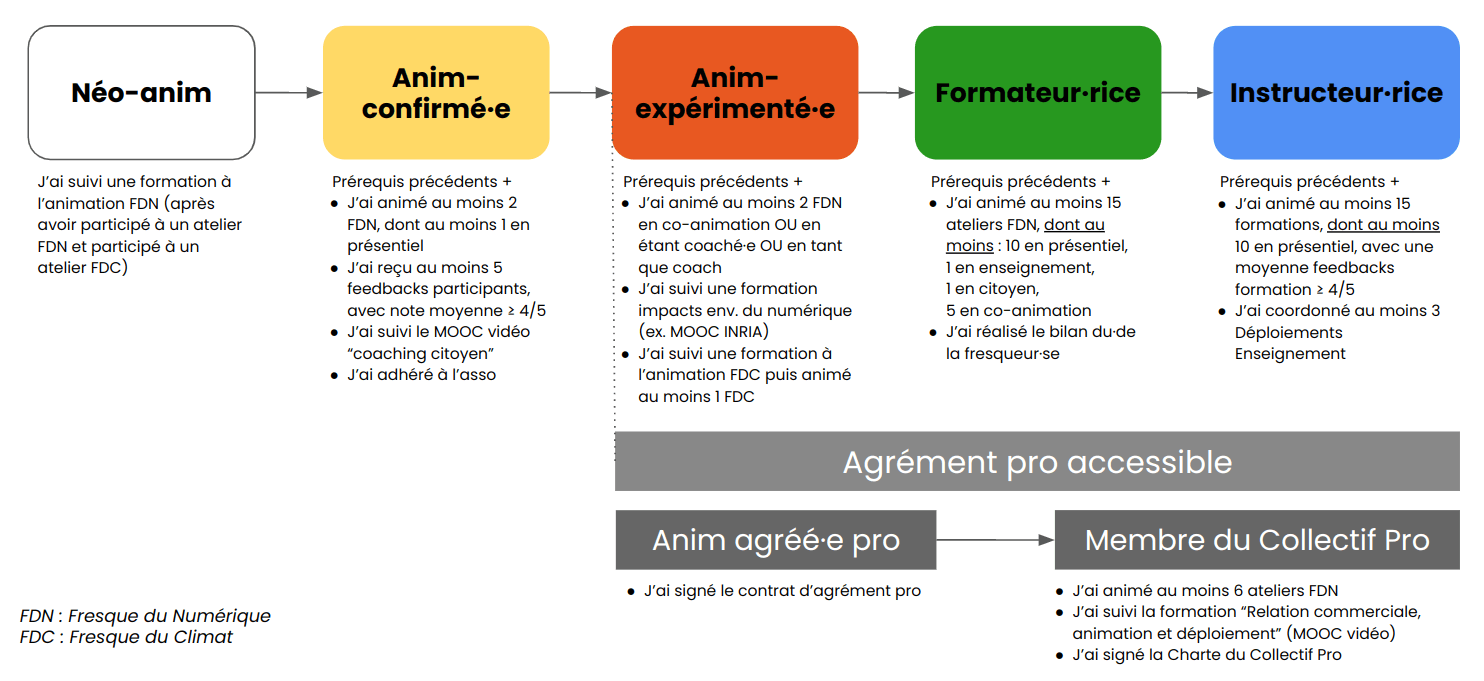 Néo-anim
J’ai suivi une formation à
l’animation FDN (après
avoir participé à un atelier
FDN et participé à un
atelier FDC)
Anim-
confirmé·e
Prérequis précédents +
● J’ai animé au moins 2
FDN, dont au moins 1 en
présentiel
● J’ai reçu au moins 5
feedbacks participants,
avec note moyenne ≥ 4/5
● J’ai suivi le MOOC vidéo
“coaching citoyen”
● J’ai adhéré à l’asso
Anim-
expérimenté·e
Prérequis précédents +
● J’ai animé au moins 2 FDN
en co-animation OU en
étant coaché·e OU en tant
que coach
● J’ai suivi une formation
impacts env. du numérique
(ex. MOOC INRIA)
● J’ai suivi une formation à
l’animation FDC puis animé
au moins 1 FDC
Formateur·rice
Prérequis précédents +
● J’ai animé au moins 15
ateliers FDN, dont au
moins : 10 en présentiel,
1 en enseignement,
1 en citoyen,
5 en co-animation
● J’ai réalisé le bilan du·de
la fresqueur·se
Instructeur·rice
Prérequis précédents +
● J’ai animé au moins 15
formations, dont au moins
10 en présentiel, avec une
moyenne feedbacks
formation ≥ 4/5
● J’ai coordonné au moins 3
Déploiements
Enseignement
Agrément pro accessible
Anim agréé·e pro
● J’ai signé le contrat d’agrément pro
Membre du Collectif Pro
● J’ai animé au moins 6 ateliers FDN
● J’ai suivi la formation “Relation commerciale,
animation et déploiement” (MOOC vidéo)
● J’ai signé la Charte du Collectif Pro
FDN : Fresque du Numérique
FDC : Fresque du Climat